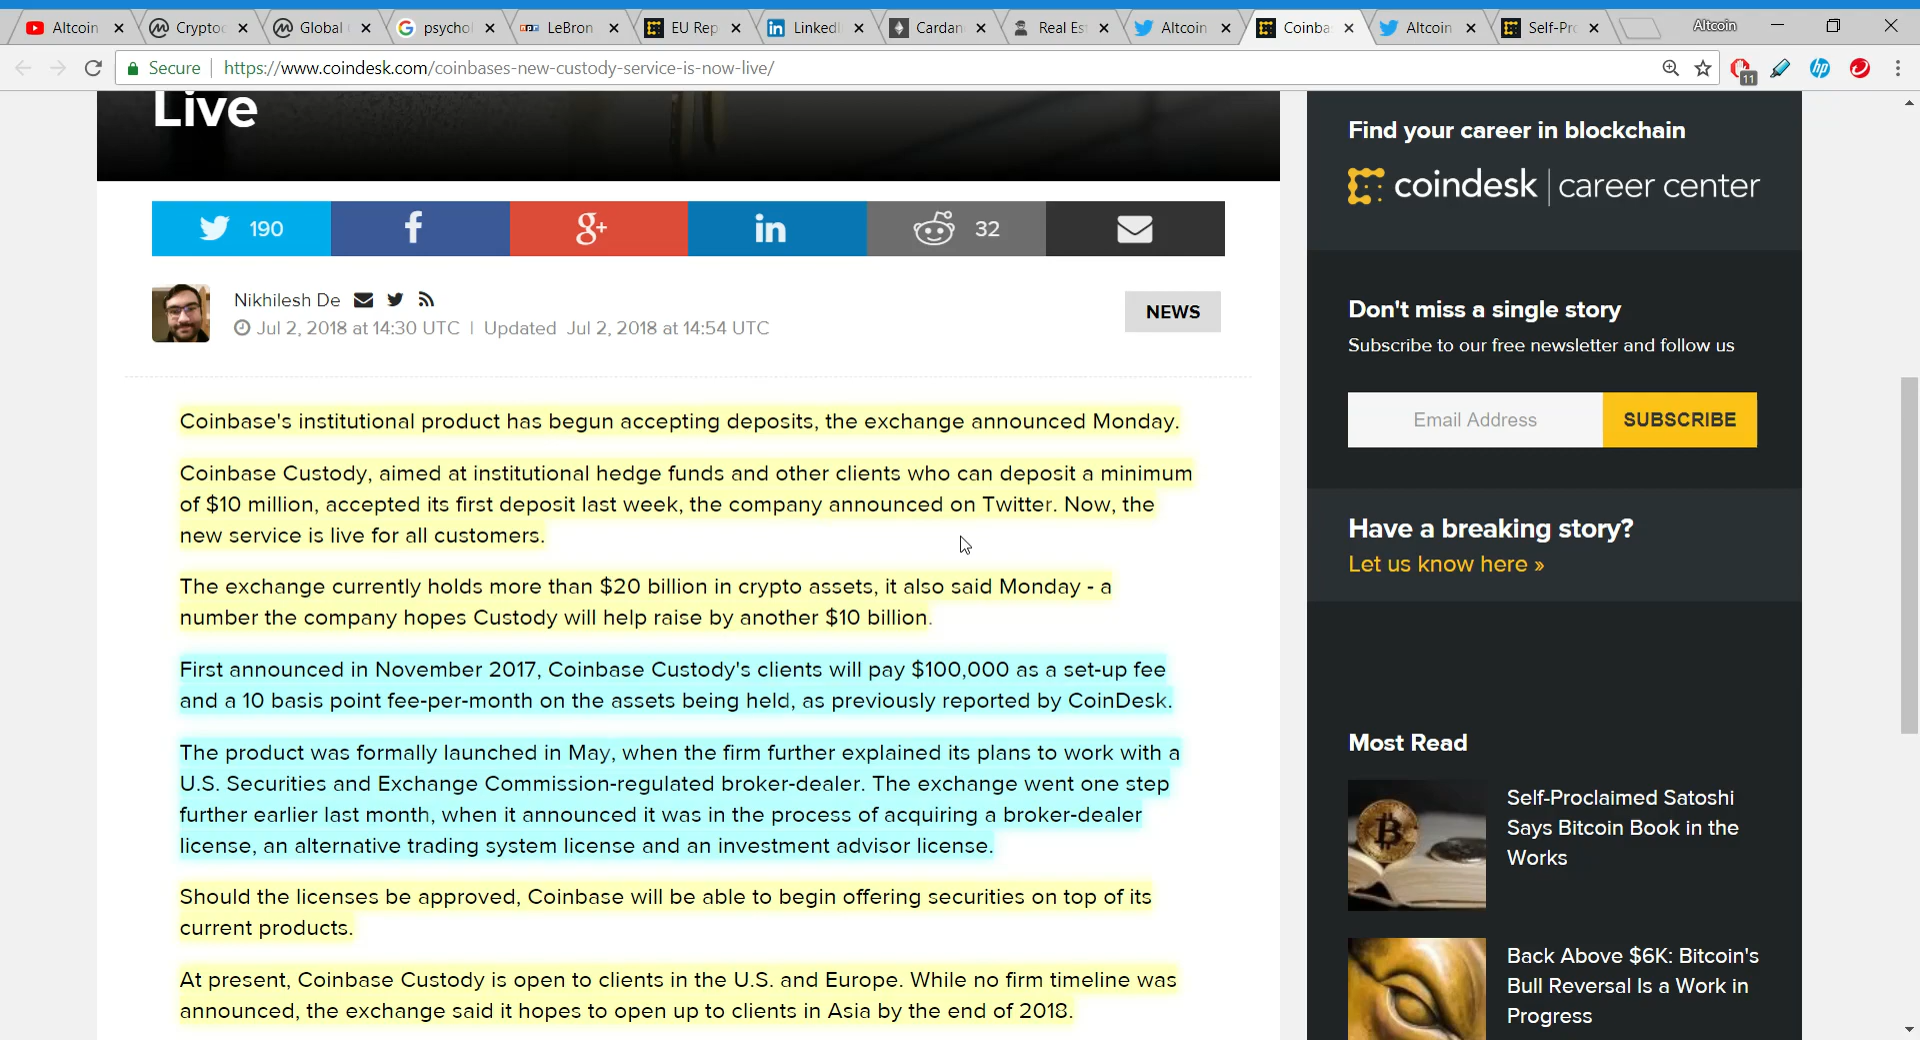 Altcoin
Cryptoc
Global
psychol
LeBron
EU Rep
LinkedI
Cardan
Real Es
Altcoin
Coinba
Altcoin
Self-Pr
Altcoin
Secure
https://www.coindesk.com/coinbases-new-custody-service-is-now-live/
11
Live
190
32
Nikhilesh De
Jul 2, 2018 at 14:30 UTC | Updated Jul 2, 2018 at 14:54 UTC
NEWS
Coinbase's institutional product has begun accepting deposits, the exchange announced Monday.
Coinbase Custody, aimed at institutional hedge funds and other clients who can deposit a minimum
of $10 million, accepted its first deposit last week, the company announced on Twitter. Now, the
new service is live for all customers.
The exchange currently holds more than $20 billion in crypto assets, it also said Monday - a
number the company hopes Custody will help raise by another $10 billion.
First announced in November 2017, Coinbase Custody's clients will pay $100,000 as a set-up fee
and a 10 basis point fee-per-month on the assets being held, as previously reported by CoinDesk.
The product was formally launched in May, when the firm further explained its plans to work with a
U.S. Securities and Exchange Commission-regulated broker-dealer. The exchange went one step
further earlier last month, when it announced it was in the process of acquiring a broker-dealer
license, an alternative trading system license and an investment advisor license.
Should the licenses be approved, Coinbase will be able to begin offering securities on top of its
current products.
At present, Coinbase Custody is open to clients in the U.S. and Europe. While no firm timeline was
announced, the exchange said it hopes to open up to clients in Asia by the end of 2018.
Find your career in blockchain
coindesk | career center
Don't miss a single story
Subscribe to our free newsletter and follow us
Email Address
SUBSCRIBE
Have a breaking story?
Let us know here »
Most Read
Self-Proclaimed Satoshi
Says Bitcoin Book in the
Works
Back Above $6K: Bitcoin's
Bull Reversal Is a Work in
Progress